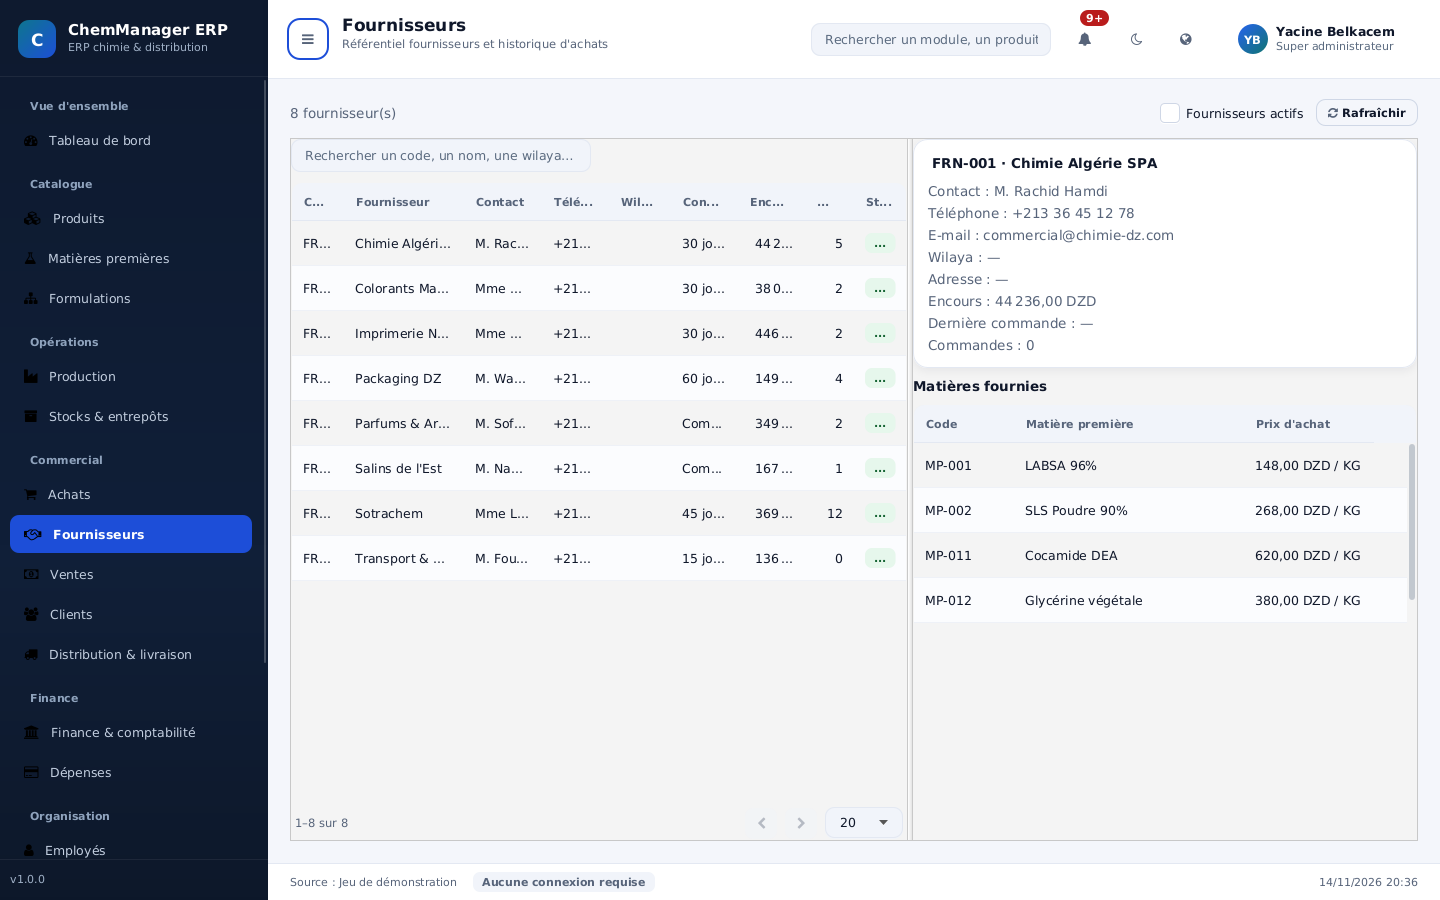 C
ChemManager ERP
ERP chimie & distribution
Vue d'ensemble
Tableau de bord
Catalogue
Produits
Matières premières
Formulations
Opérations
Production
Stocks & entrepôts
Commercial
Achats
Fournisseurs
Ventes
Clients
Distribution & livraison
Finance
Finance & comptabilité
Dépenses
Organisation
Employés
v1.0.0
Fournisseurs
Référentiel fournisseurs et historique d'achats
Rechercher un module, un produit
9+
YB
Yacine Belkacem
Super administrateur
8 fournisseur(s)
Fournisseurs actifs
Rafraîchir
Rechercher un code, un nom, une wilaya...
C... Fournisseur Contact Télé... Wil... Con... Enc... ... St...
FR... Chimie Algéri... M. Rac... +21... 30 jo... 44 2... 5 ...
FR... Colorants Ma... Mme ... +21... 30 jo... 38 0... 2 ...
FR... Imprimerie N... Mme ... +21... 30 jo... 446 ... 2 ...
FR... Packaging DZ M. Wa... +21... 60 jo... 149 ... 4 ...
FR... Parfums & Ar... M. Sof... +21... Com... 349 ... 2 ...
FR... Salins de l'Est M. Na... +21... Com... 167 ... 1 ...
FR... Sotrachem Mme L... +21... 45 jo... 369 ... 12 ...
FR... Transport & ... M. Fou... +21... 15 jo... 136 ... 0 ...
1–8 sur 8
20
FRN-001 · Chimie Algérie SPA
Contact : M. Rachid Hamdi
Téléphone : +213 36 45 12 78
E-mail : commercial@chimie-dz.com
Wilaya : —
Adresse : —
Encours : 44 236,00 DZD
Dernière commande : —
Commandes : 0
Matières fournies
Code Matière première Prix d'achat
MP-001 LABSA 96% 148,00 DZD / KG
MP-002 SLS Poudre 90% 268,00 DZD / KG
MP-011 Cocamide DEA 620,00 DZD / KG
MP-012 Glycérine végétale 380,00 DZD / KG
Source : Jeu de démonstration
Aucune connexion requise
14/11/2026 20:36